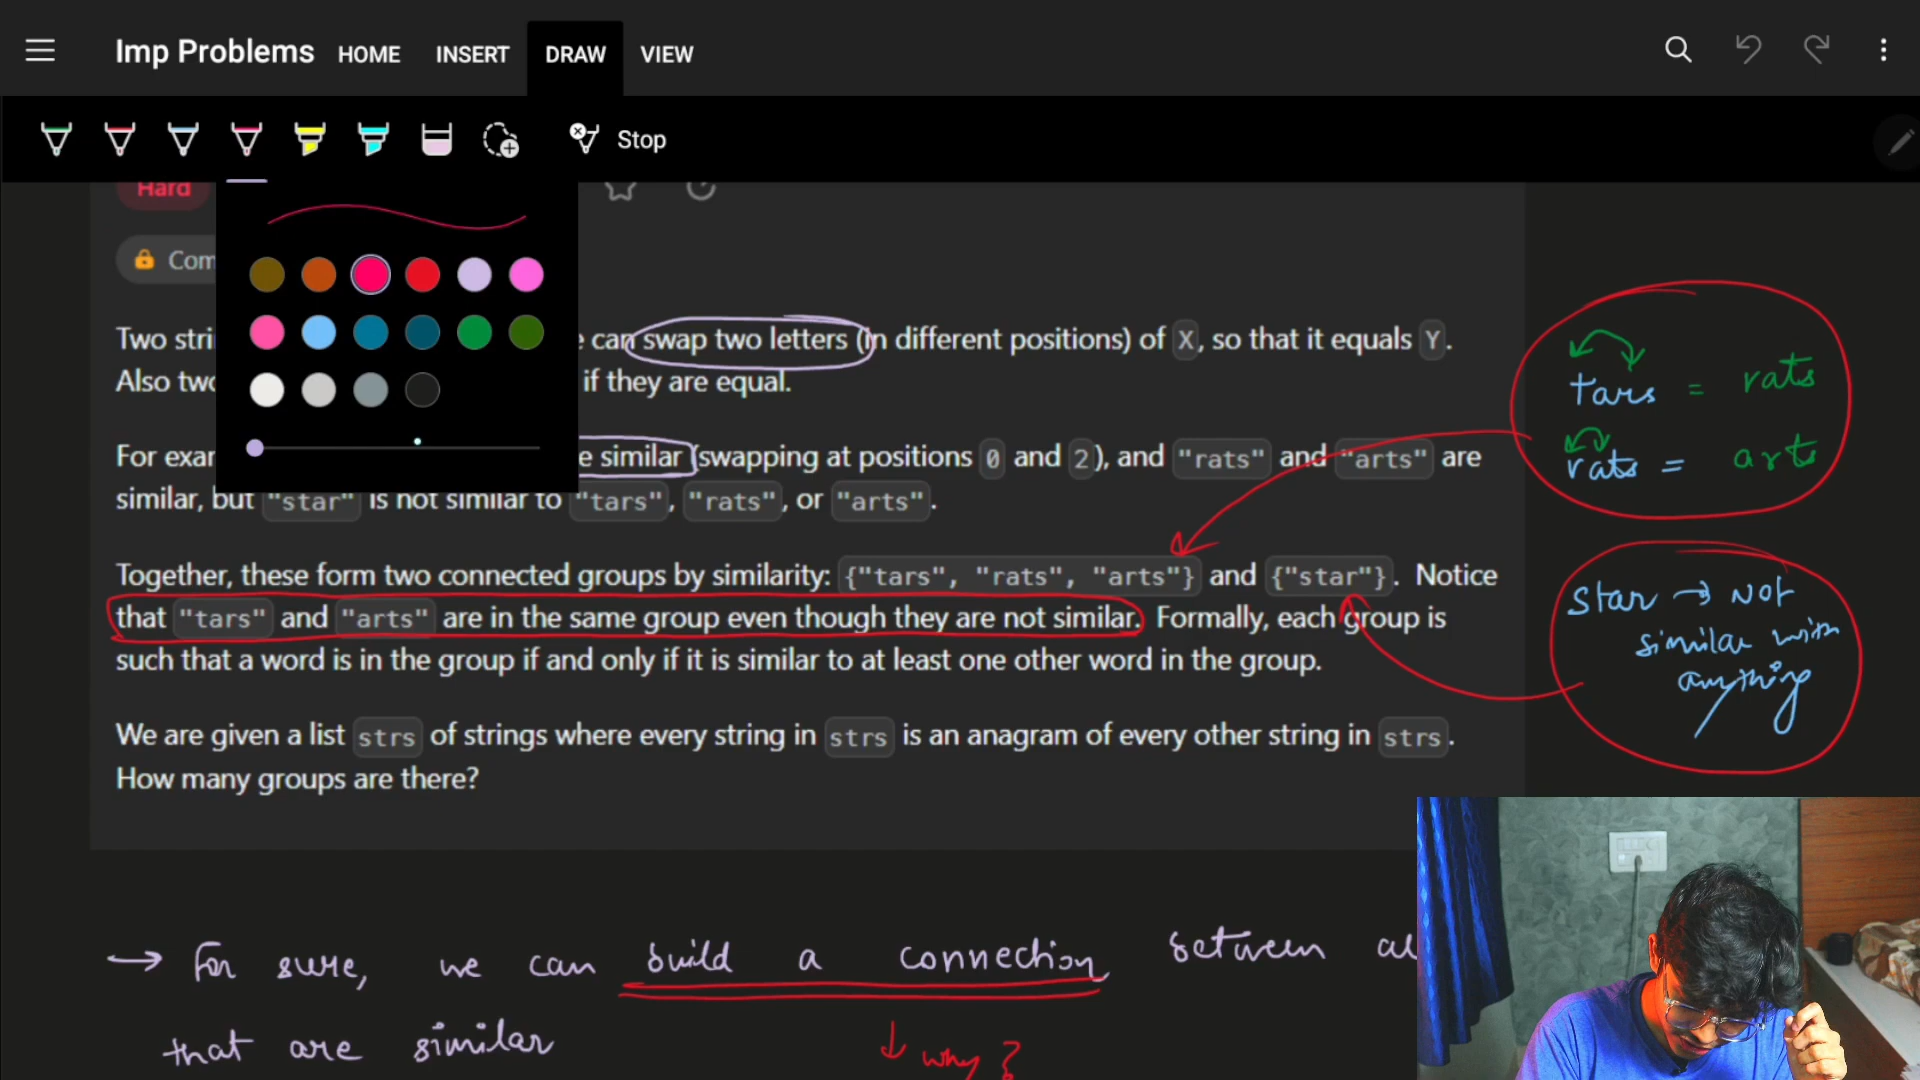 Imp Problems HOME INSERT DRAW VIEW
Stop
Hard
Com
Two stri e can swap two letters (in different positions) of X, so that it equals Y.
Also two if they are equal.
For exar e similar (swapping at positions 0 and 2), and "rats" and "arts" are
similar, but "star" is not similar to "tars", "rats", or "arts".
Together, these form two connected groups by similarity: {"tars", "rats", "arts"} and {"star"}. Notice
that "tars" and "arts" are in the same group even though they are not similar. Formally, each group is
such that a word is in the group if and only if it is similar to at least one other word in the group.
We are given a list strs of strings where every string in strs is an anagram of every other string in strs.
How many groups are there?
tars = rats
rats = arts
star → not
similar with
anything
→ For sure, we can build a connection between
that are similar
↓ why?